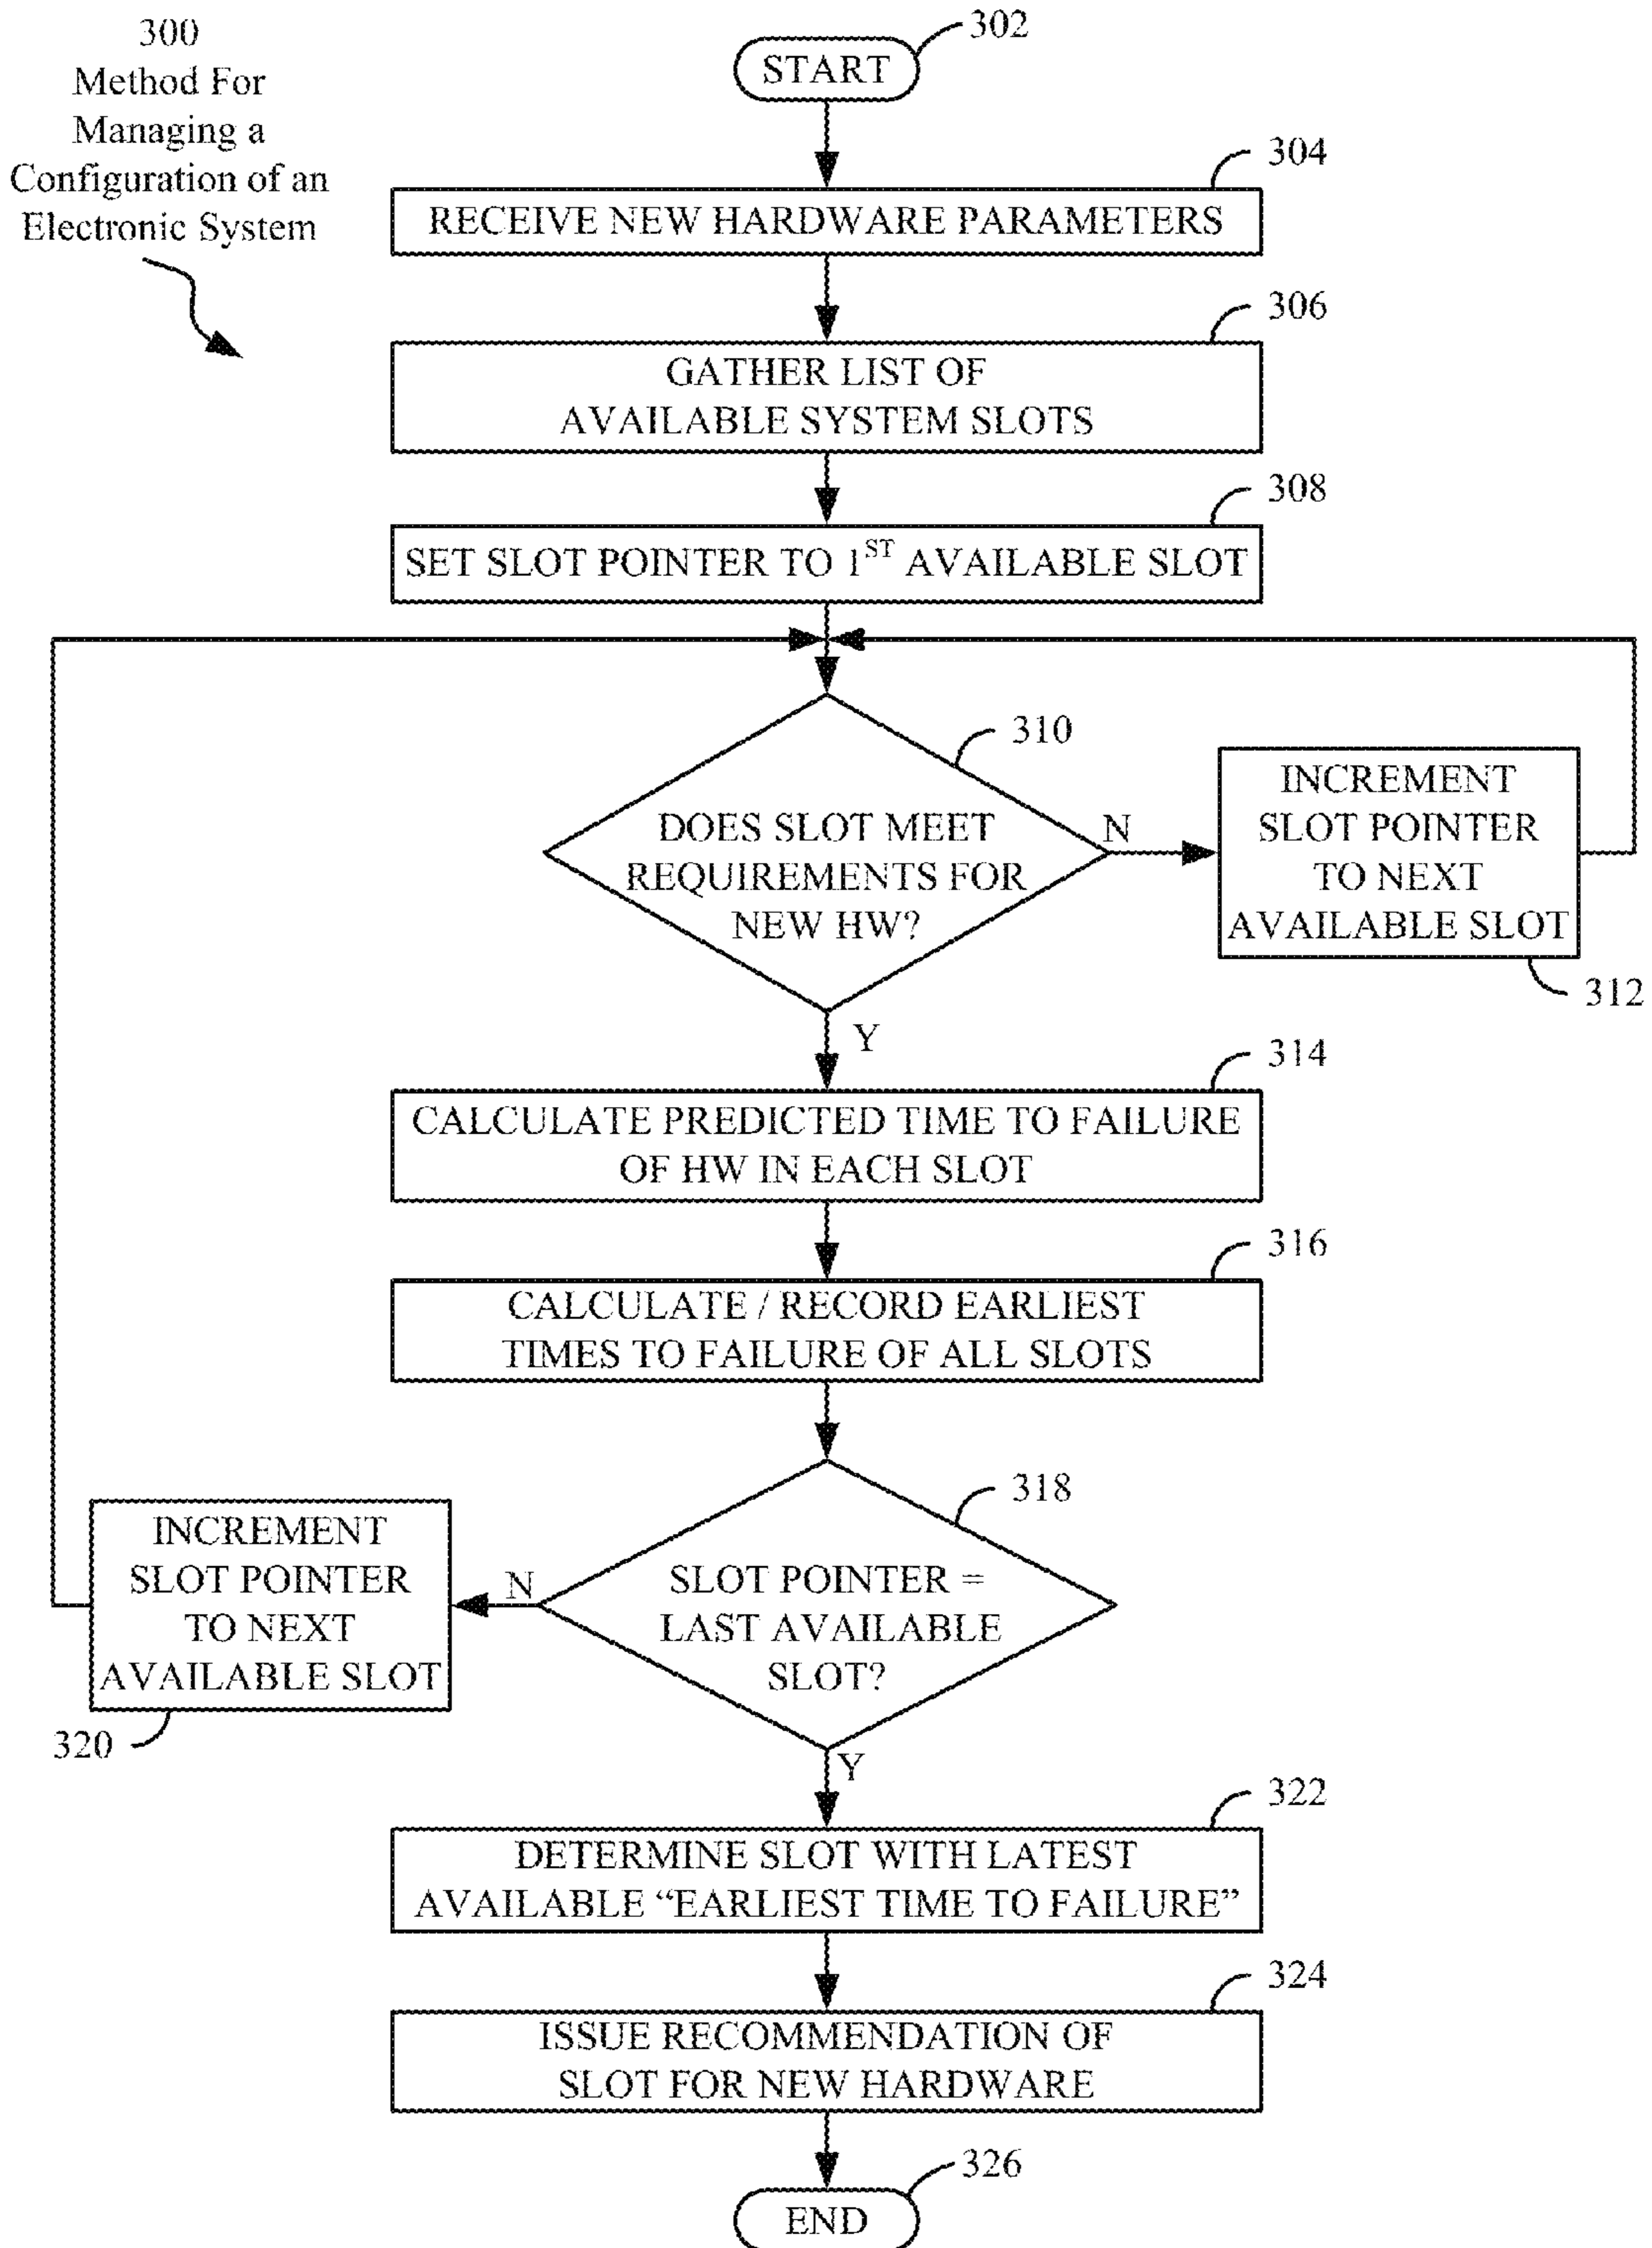 300
Method For
Managing a
Configuration of an
Electronic System
302
START
304
RECEIVE NEW HARDWARE PARAMETERS
306
GATHER LIST OF
AVAILABLE SYSTEM SLOTS
308
SET SLOT POINTER TO 1ST AVAILABLE SLOT
310
DOES SLOT MEET
REQUIREMENTS FOR
NEW HW?
N
INCREMENT
SLOT POINTER
TO NEXT
AVAILABLE SLOT
312
Y
314
CALCULATE PREDICTED TIME TO FAILURE
OF HW IN EACH SLOT
316
CALCULATE / RECORD EARLIEST
TIMES TO FAILURE OF ALL SLOTS
318
SLOT POINTER =
LAST AVAILABLE
SLOT?
N
INCREMENT
SLOT POINTER
TO NEXT
AVAILABLE SLOT
320
Y
322
DETERMINE SLOT WITH LATEST
AVAILABLE “EARLIEST TIME TO FAILURE”
324
ISSUE RECOMMENDATION OF
SLOT FOR NEW HARDWARE
326
END